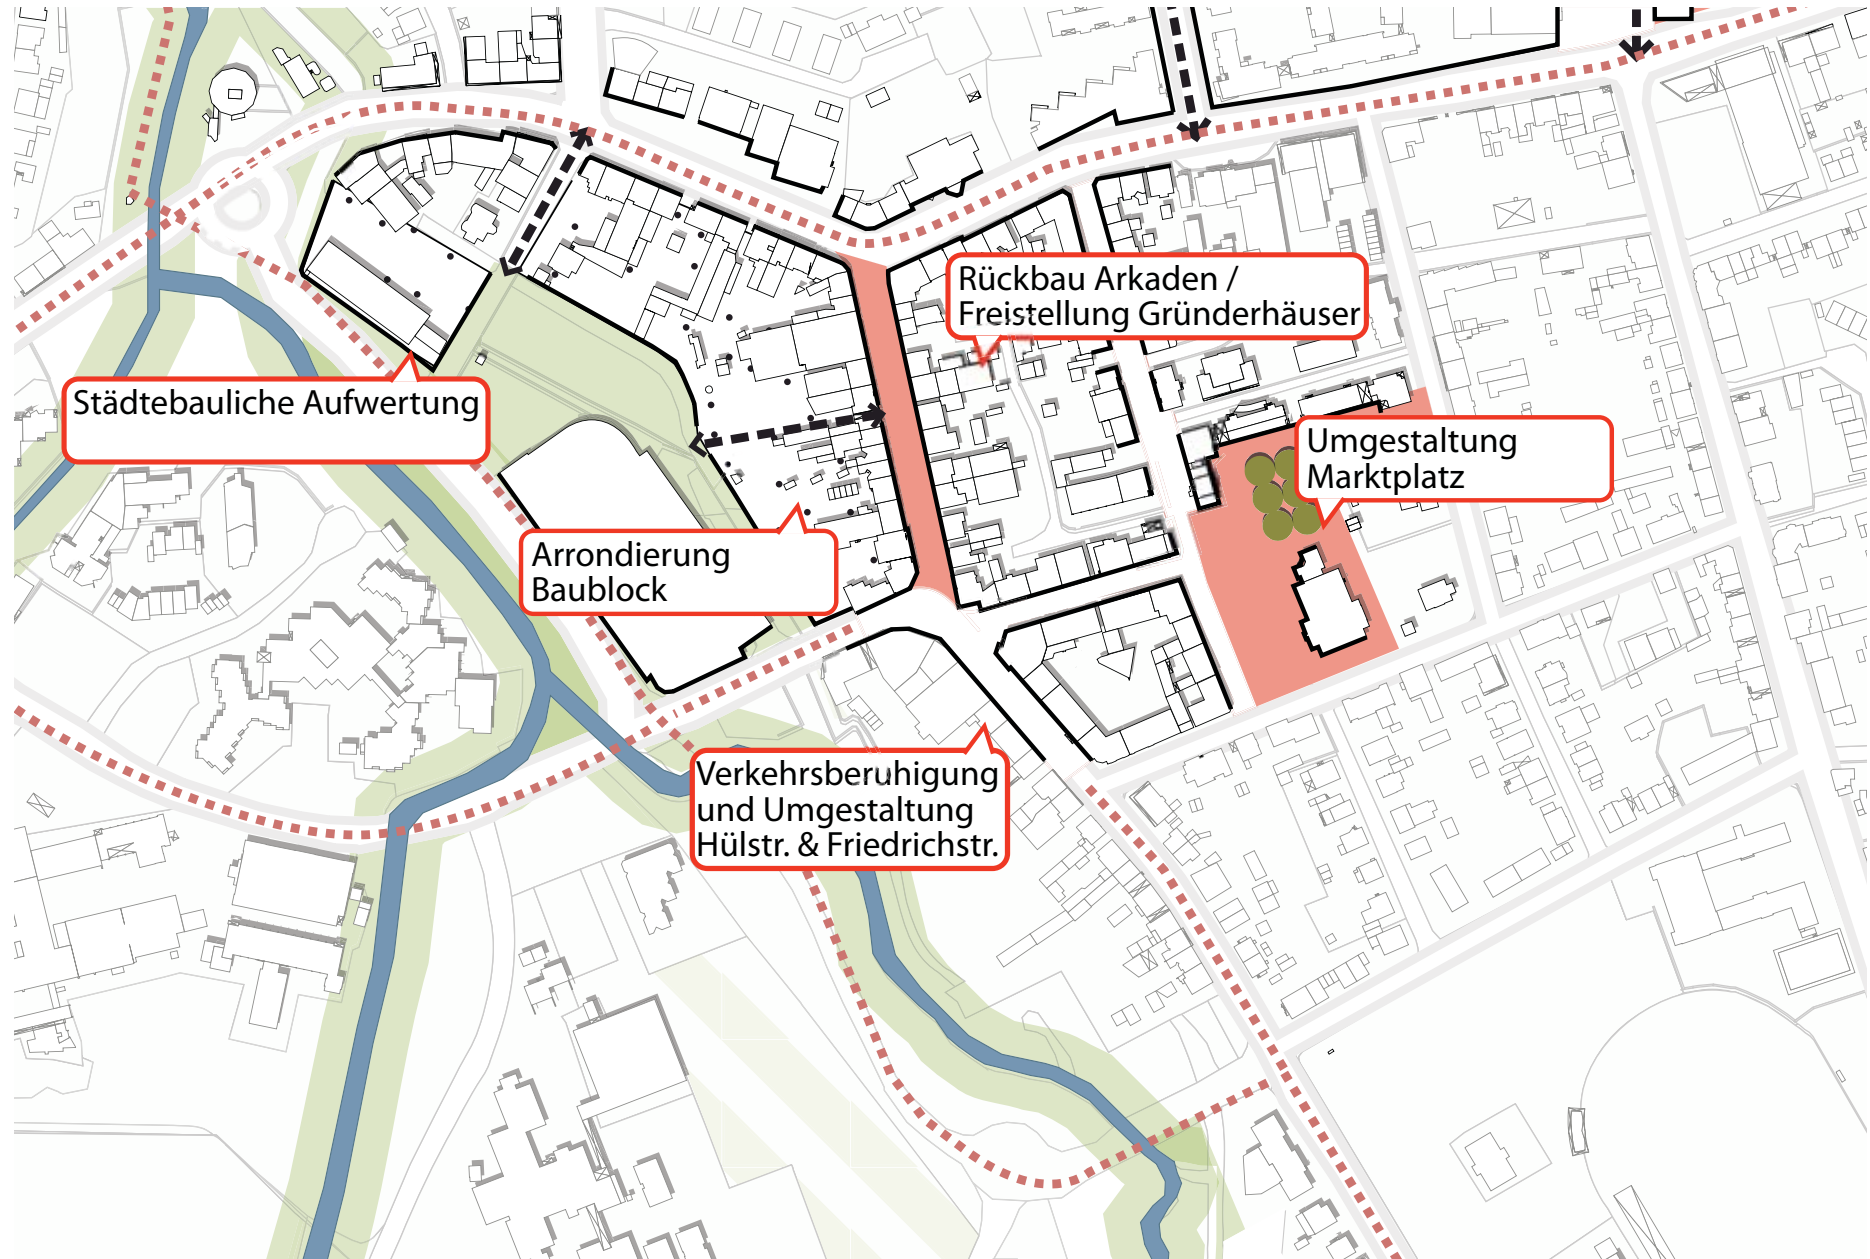 Rückbau Arkaden /
Freistellung Gründerhäuser
Städtebauliche Aufwertung
Umgestaltung
Marktplatz
Arrondierung
Baublock
Verkehrsberuhigung
und Umgestaltung
Hülstr. & Friedrichstr.